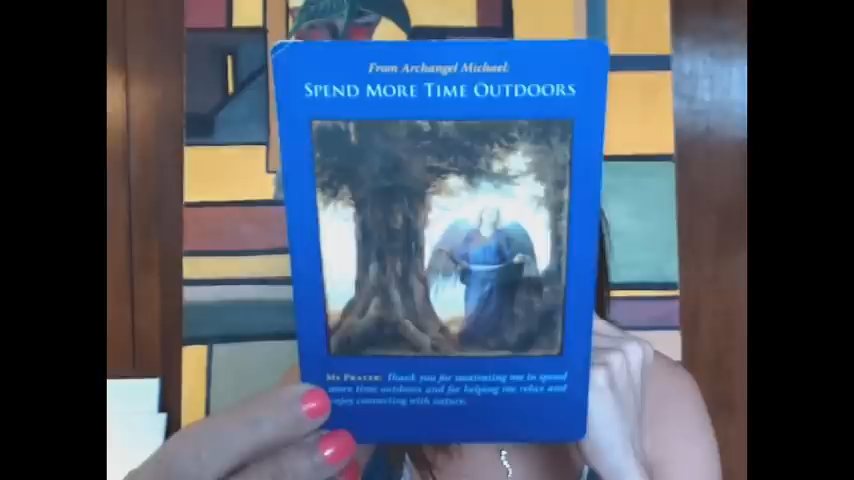 From Archangel Michael:
SPEND MORE TIME OUTDOORS
MY PRAYER: Thank you for motivating me to spend
more time outdoors and for helping me relax and
enjoy connecting with nature.